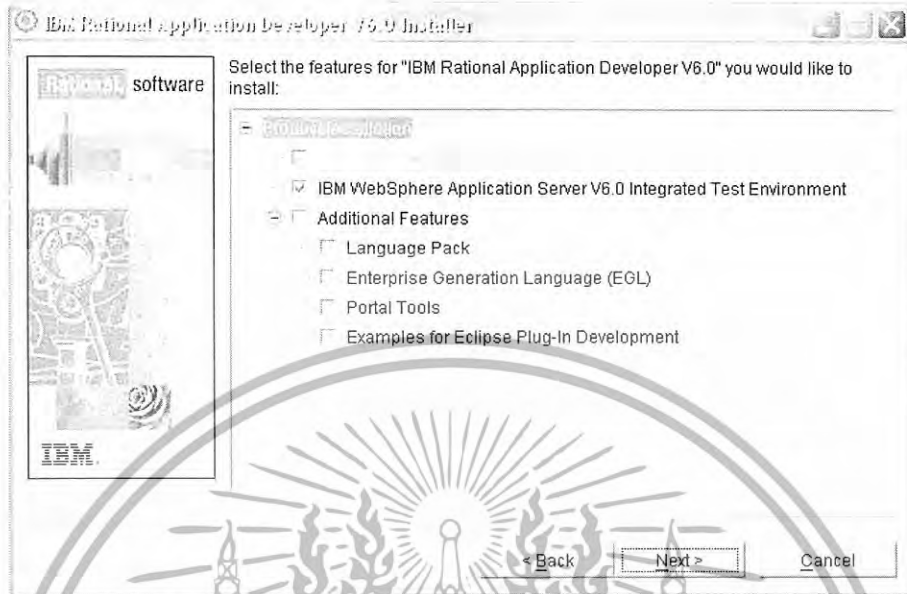 IBM Rational Application Developer V6.0 Installer
Rational. software
Select the features for "IBM Rational Application Developer V6.0" you would like to
install:
IBM WebSphere Application Server V6.0 Integrated Test Environment
Additional Features
Language Pack
Enterprise Generation Language (EGL)
Portal Tools
Examples for Eclipse Plug-In Development
IBM.
< Back
Next >
Cancel